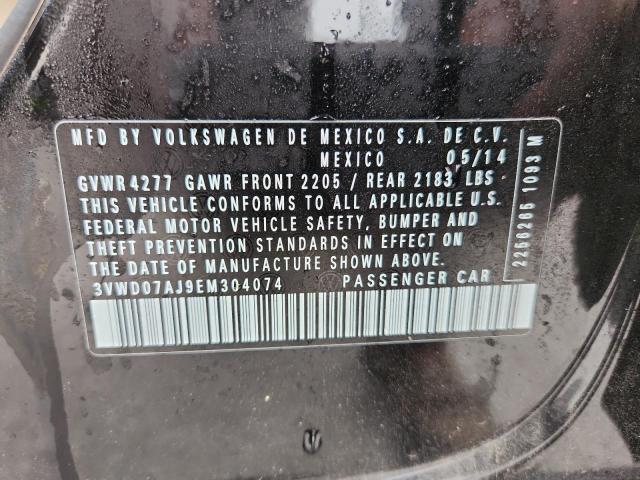 MFD BY VOLKSWAGEN DE MEXICO S.A. DE C.V.
MEXICO 05/14
GVWR 4277 GAWR FRONT 2205 / REAR 2183 LBS
THIS VEHICLE CONFORMS TO ALL APPLICABLE U.S.
FEDERAL MOTOR VEHICLE SAFETY, BUMPER AND
THEFT PREVENTION STANDARDS IN EFFECT ON
THE DATE OF MANUFACTURE SHOWN ABOVE.
3VWD07AJ9EM304074 PASSENGER CAR
2256265 1093 M